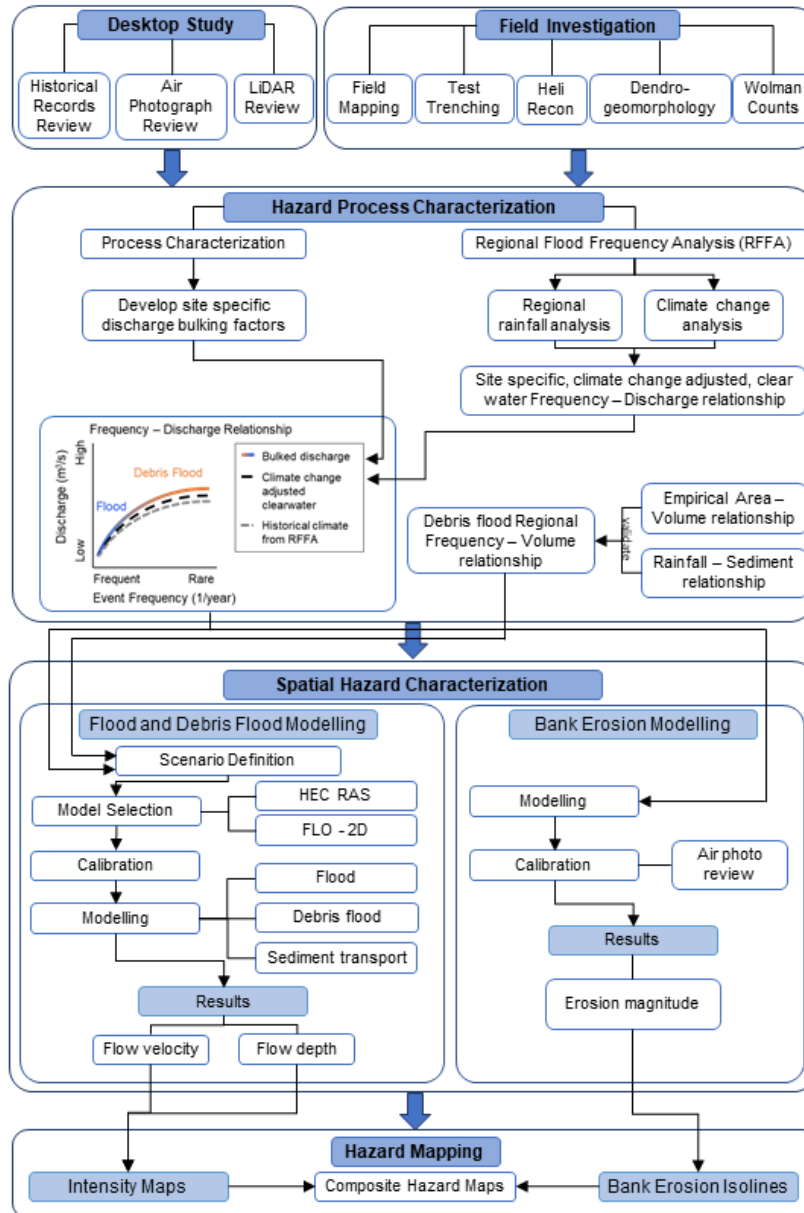 Desktop Study
Historical
Records
Review
Air
Photograph
Review
LiDAR
Review
Field Investigation
Field
Mapping
Test
Trenching
Heli
Recon
Dendro-
geomorphology
Wolman
Counts
Hazard Process Characterization
Process Characterization
Develop site specific
discharge bulking factors
Regional Flood Frequency Analysis (RFFA)
Regional
rainfall analysis
Climate change
analysis
Site specific, climate change adjusted, clear
water Frequency – Discharge relationship
Frequency – Discharge Relationship
Discharge (m³/s)
High
Low
Flood
Debris Flood
Frequent
Rare
Event Frequency (1/year)
Bulked discharge
Climate change
adjusted
clearwater
Historical climate
from RFFA
Debris flood Regional
Frequency – Volume
relationship
validate
Empirical Area –
Volume relationship
Rainfall – Sediment
relationship
Spatial Hazard Characterization
Flood and Debris Flood Modelling
Scenario Definition
Model Selection
HEC RAS
FLO - 2D
Calibration
Modelling
Flood
Debris flood
Sediment transport
Results
Flow velocity
Flow depth
Bank Erosion Modelling
Modelling
Calibration
Air photo
review
Results
Erosion magnitude
Hazard Mapping
Intensity Maps
Composite Hazard Maps
Bank Erosion Isolines